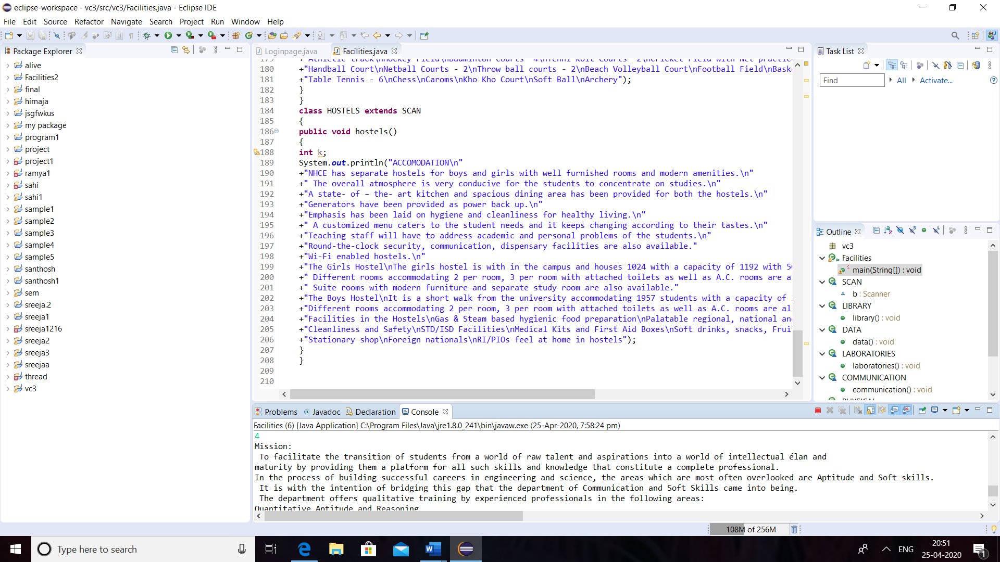 eclipse-workspace - vc3/src/vc3/Facilities.java - Eclipse IDE
File Edit Source Refactor Navigate Search Project Run Window Help
Package Explorer
alive
Facilities2
final
himaja
jsgfwkus
my package
program1
project
project1
ramya1
sahi
sahi1
sample1
sample2
sample3
sample4
sample5
santhosh
santhosh1
sem
sreeja.2
sreeja1
sreeja1216
sreeja2
sreeja3
sreejaa
thread
vc3
Loginpage.java Facilities.java
180 +"Handball Court\nNetball Courts - 2\nThrow ball courts - 2\nBeach Volleyball Court\nFootball Field\nBask
181 +"Table Tennis - 6\nChess\nCaroms\nKho Kho Court\nSoft Ball\nArchery");
182 }
183 }
184 class HOSTELS extends SCAN
185 {
186 public void hostels()
187 {
188 int k;
189 System.out.println("ACCOMODATION\n"
190 +"NHCE has separate hostels for boys and girls with well furnished rooms and modern amenities.\n"
191 +" The overall atmosphere is very conducive for the students to concentrate on studies.\n"
192 +"A state- of – the- art kitchen and spacious dining area has been provided for both the hostels.\n"
193 +"Generators have been provided as power back up.\n"
194 +"Emphasis has been laid on hygiene and cleanliness for healthy living.\n"
195 +" A customized menu caters to the student needs and it keeps changing according to their tastes.\n"
196 +"Teaching staff will have to address academic and personal problems of the students.\n"
197 +"Round-the-clock security, communication, dispensary facilities are also available."
198 +"Wi-Fi enabled hostels.\n"
199 +"The Girls Hostel\nThe girls hostel is with in the campus and houses 1024 with a capacity of 1192 with
200 +" Different rooms accommodating 2 per room, 3 per room with attached toilets as well as A.C. rooms are
201 +" Suite rooms with modern furniture and separate study room are also available."
202 +"The Boys Hostel\nIt is a short walk from the university accommodating 1957 students with a capacity of
203 +"Different rooms accommodating 2 per room, 3 per room with attached toilets as well as A.C. rooms are
204 +"Facilities in the Hostels\nGas & Steam based hygienic food preparation\nPalatable regional, national
205 +"Cleanliness and Safety\nSTD/ISD Facilities\nMedical Kits and First Aid Boxes\nSoft drinks, snacks,
206 +"Stationary shop\nForeign nationals\nRI/PIOs feel at home in hostels");
207 }
208 }
209
210
Task List
Find All Activate...
Outline
vc3
Facilities
main(String[]) : void
SCAN
b : Scanner
LIBRARY
library() : void
DATA
data() : void
LABORATORIES
laboratories() : void
COMMUNICATION
communication() : void
Problems Javadoc Declaration Console
Facilities (6) [Java Application] C:\Program Files\Java\jre1.8.0_241\bin\javaw.exe (25-Apr-2020, 7:58:24 pm)
4
Mission:
To facilitate the transition of students from a world of raw talent and aspirations into a world of intellectual élan and
maturity by providing them a platform for all such skills and knowledge that constitute a complete professional.
In the process of building successful careers in engineering and science, the areas which are most often overlooked are Aptitude and Soft skills.
It is with the intention of bridging this gap that the department of Communication and Soft Skills came into being.
The department offers qualitative training by experienced professionals in the following areas:
Quantitative Aptitude and Reasoning
108M of 256M
Type here to search
ENG
20:51
25-04-2020
1